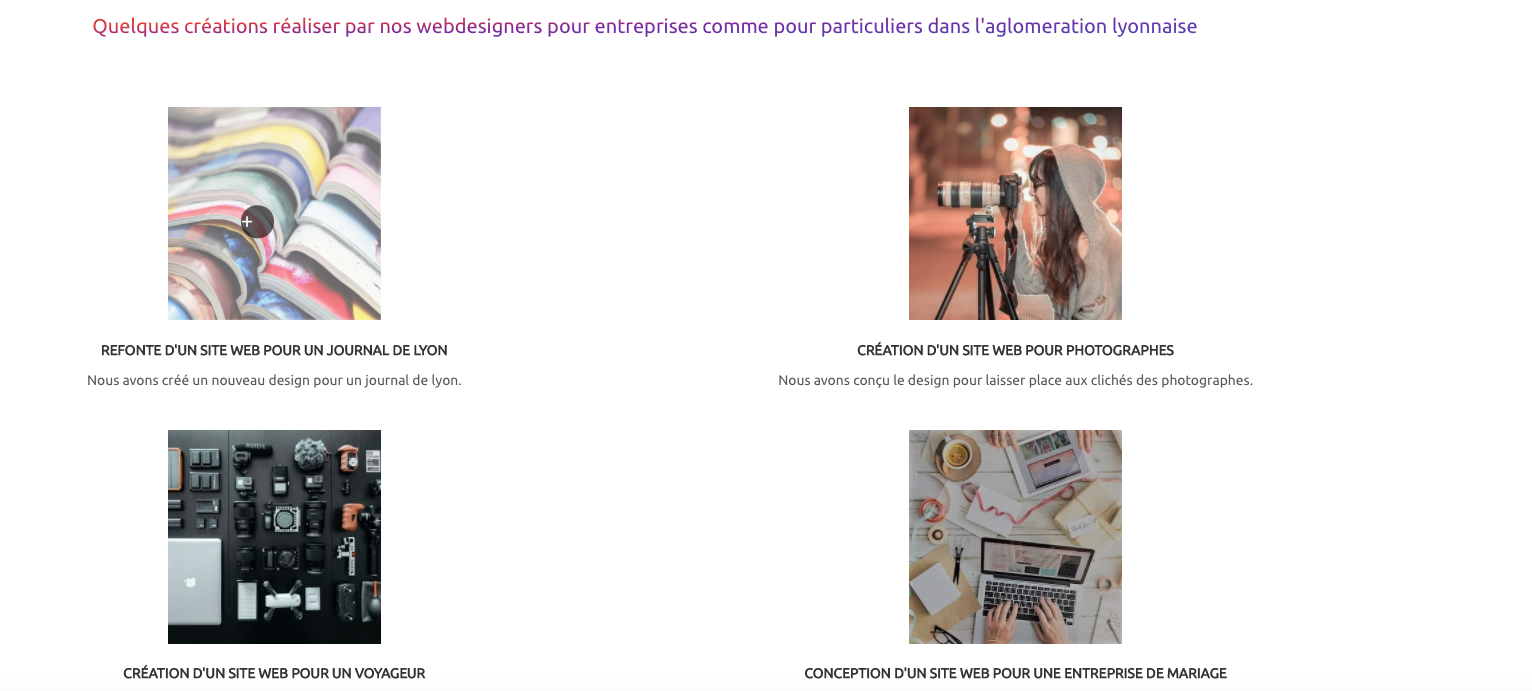 Quelques créations réaliser par nos webdesigners pour entreprises comme pour particuliers dans l'aglomeration lyonnaise
+
REFONTE D'UN SITE WEB POUR UN JOURNAL DE LYON
Nous avons créé un nouveau design pour un journal de lyon.
CRÉATION D'UN SITE WEB POUR PHOTOGRAPHES
Nous avons conçu le design pour laisser place aux clichés des photographes.
CRÉATION D'UN SITE WEB POUR UN VOYAGEUR
CONCEPTION D'UN SITE WEB POUR UNE ENTREPRISE DE MARIAGE